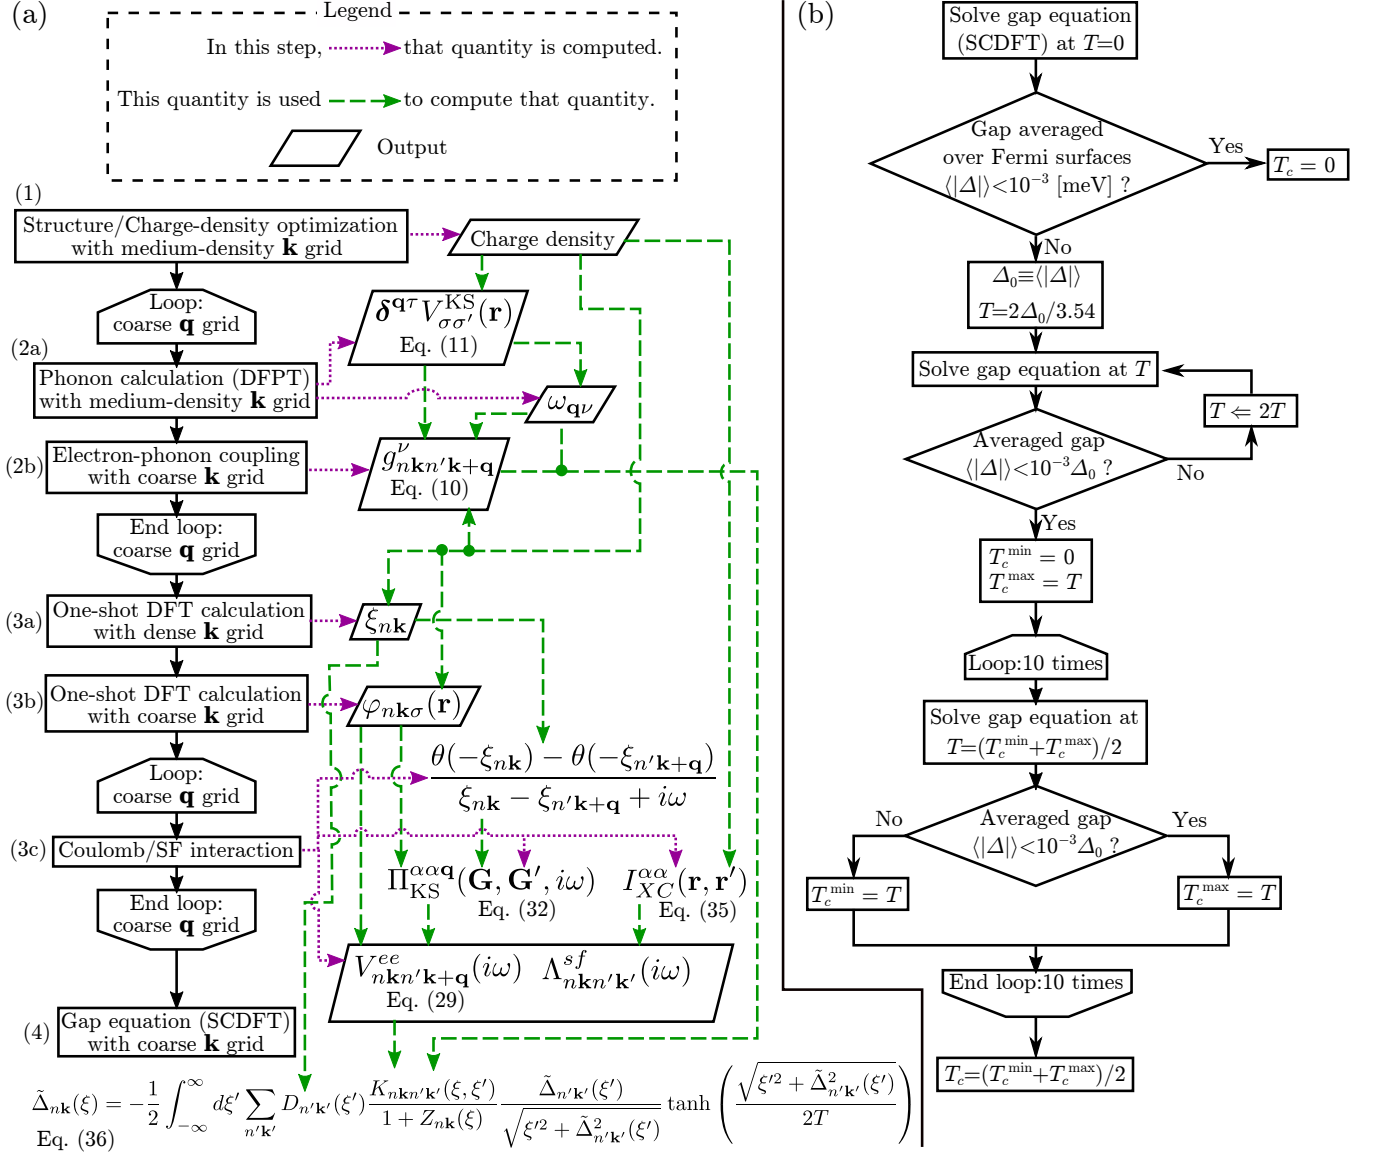 (a)
Legend
In this step, that quantity is computed.
This quantity is used to compute that quantity.
Output
(1)
Structure/Charge-density optimization
with medium-density k grid
Charge density
Loop:
coarse q grid
δ^{qτ} V^{KS}_{σσ′}(r)
Eq. (11)
(2a)
Phonon calculation (DFPT)
with medium-density k grid
ω_{qν}
(2b)
Electron-phonon coupling
with coarse k grid
g^{ν}_{nkn′k+q}
Eq. (10)
End loop:
coarse q grid
(3a)
One-shot DFT calculation
with dense k grid
ξ_{nk}
(3b)
One-shot DFT calculation
with coarse k grid
φ_{nkσ}(r)
Loop:
coarse q grid
θ(−ξ_{nk}) − θ(−ξ_{n′k+q})
ξ_{nk} − ξ_{n′k+q} + iω
(3c)
Coulomb/SF interaction
Π^{ααq}_{KS}(G, G′, iω)
Eq. (32)
I^{αα}_{XC}(r, r′)
Eq. (35)
End loop:
coarse q grid
V^{ee}_{nkn′k+q}(iω) Λ^{sf}_{nkn′k′}(iω)
Eq. (29)
(4)
Gap equation (SCDFT)
with coarse k grid
Δ̃_{nk}(ξ) = −\frac{1}{2} ∫_{−∞}^{∞} dξ′ ∑_{n′k′} D_{n′k′}(ξ′) \frac{K_{nkn′k′}(ξ, ξ′)}{1 + Z_{nk}(ξ)} \frac{Δ̃_{n′k′}(ξ′)}{\sqrt{ξ′^2 + Δ̃^2_{n′k′}(ξ′)}} tanh ( \frac{\sqrt{ξ′^2 + Δ̃^2_{n′k′}(ξ′)}}{2T} )
Eq. (36)
(b)
Solve gap equation
(SCDFT) at T=0
Gap averaged
over Fermi surfaces
⟨|Δ|⟩<10^{−3} [meV] ?
Yes
T_c = 0
No
Δ_0≡⟨|Δ|⟩
T=2Δ_0/3.54
Solve gap equation at T
T ⇐ 2T
Averaged gap
⟨|Δ|⟩<10^{−3}Δ_0 ?
No
Yes
T_c^{min} = 0
T_c^{max} = T
Loop:10 times
Solve gap equation at
T=(T_c^{min}+T_c^{max})/2
No
Averaged gap
⟨|Δ|⟩<10^{−3}Δ_0 ?
Yes
T_c^{min} = T
T_c^{max} = T
End loop:10 times
T_c=(T_c^{min}+T_c^{max})/2